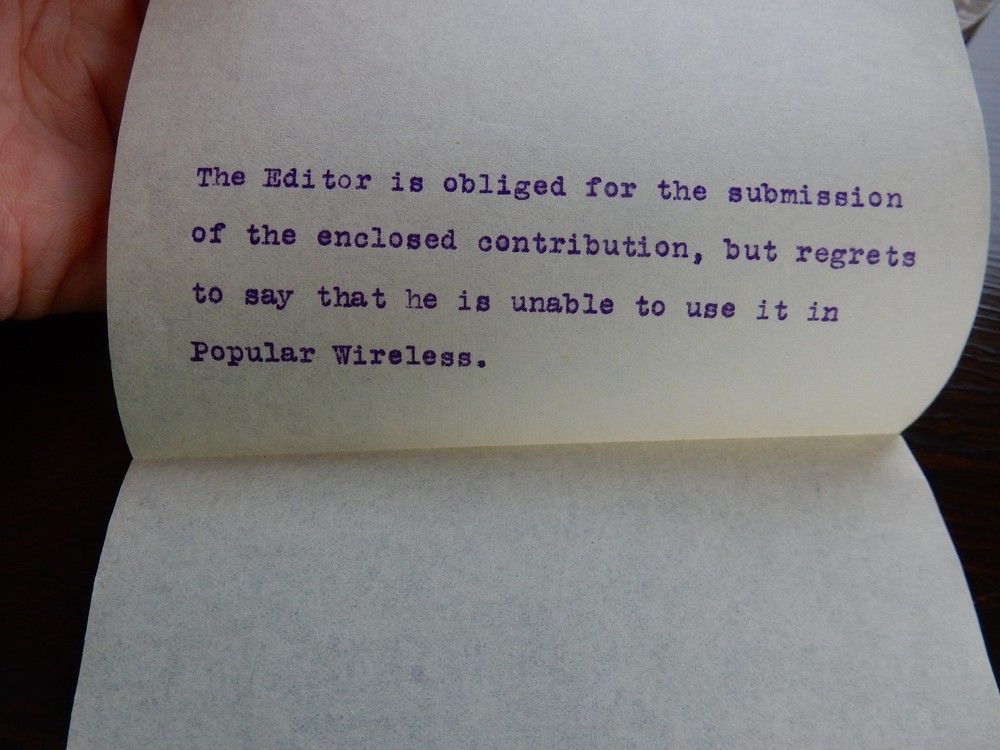 The Editor is obliged for the submission
of the enclosed contribution, but regrets
to say that he is unable to use it in
Popular Wireless.